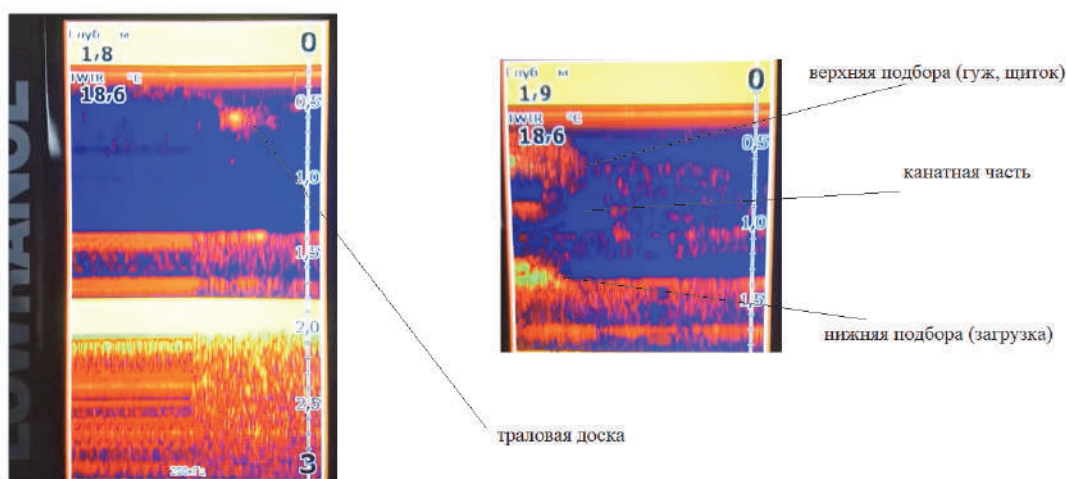 LOWRANCE
Глуб м
1,8
0
°C
18,6
0,5
1,0
1,5
2,0
2,5
3
200кГц
Глуб м
1,9
0
°C
18,6
0,5
1,0
1,5
верхняя подбора (гуж, щиток)
канатная часть
нижняя подбора (загрузка)
траловая доска